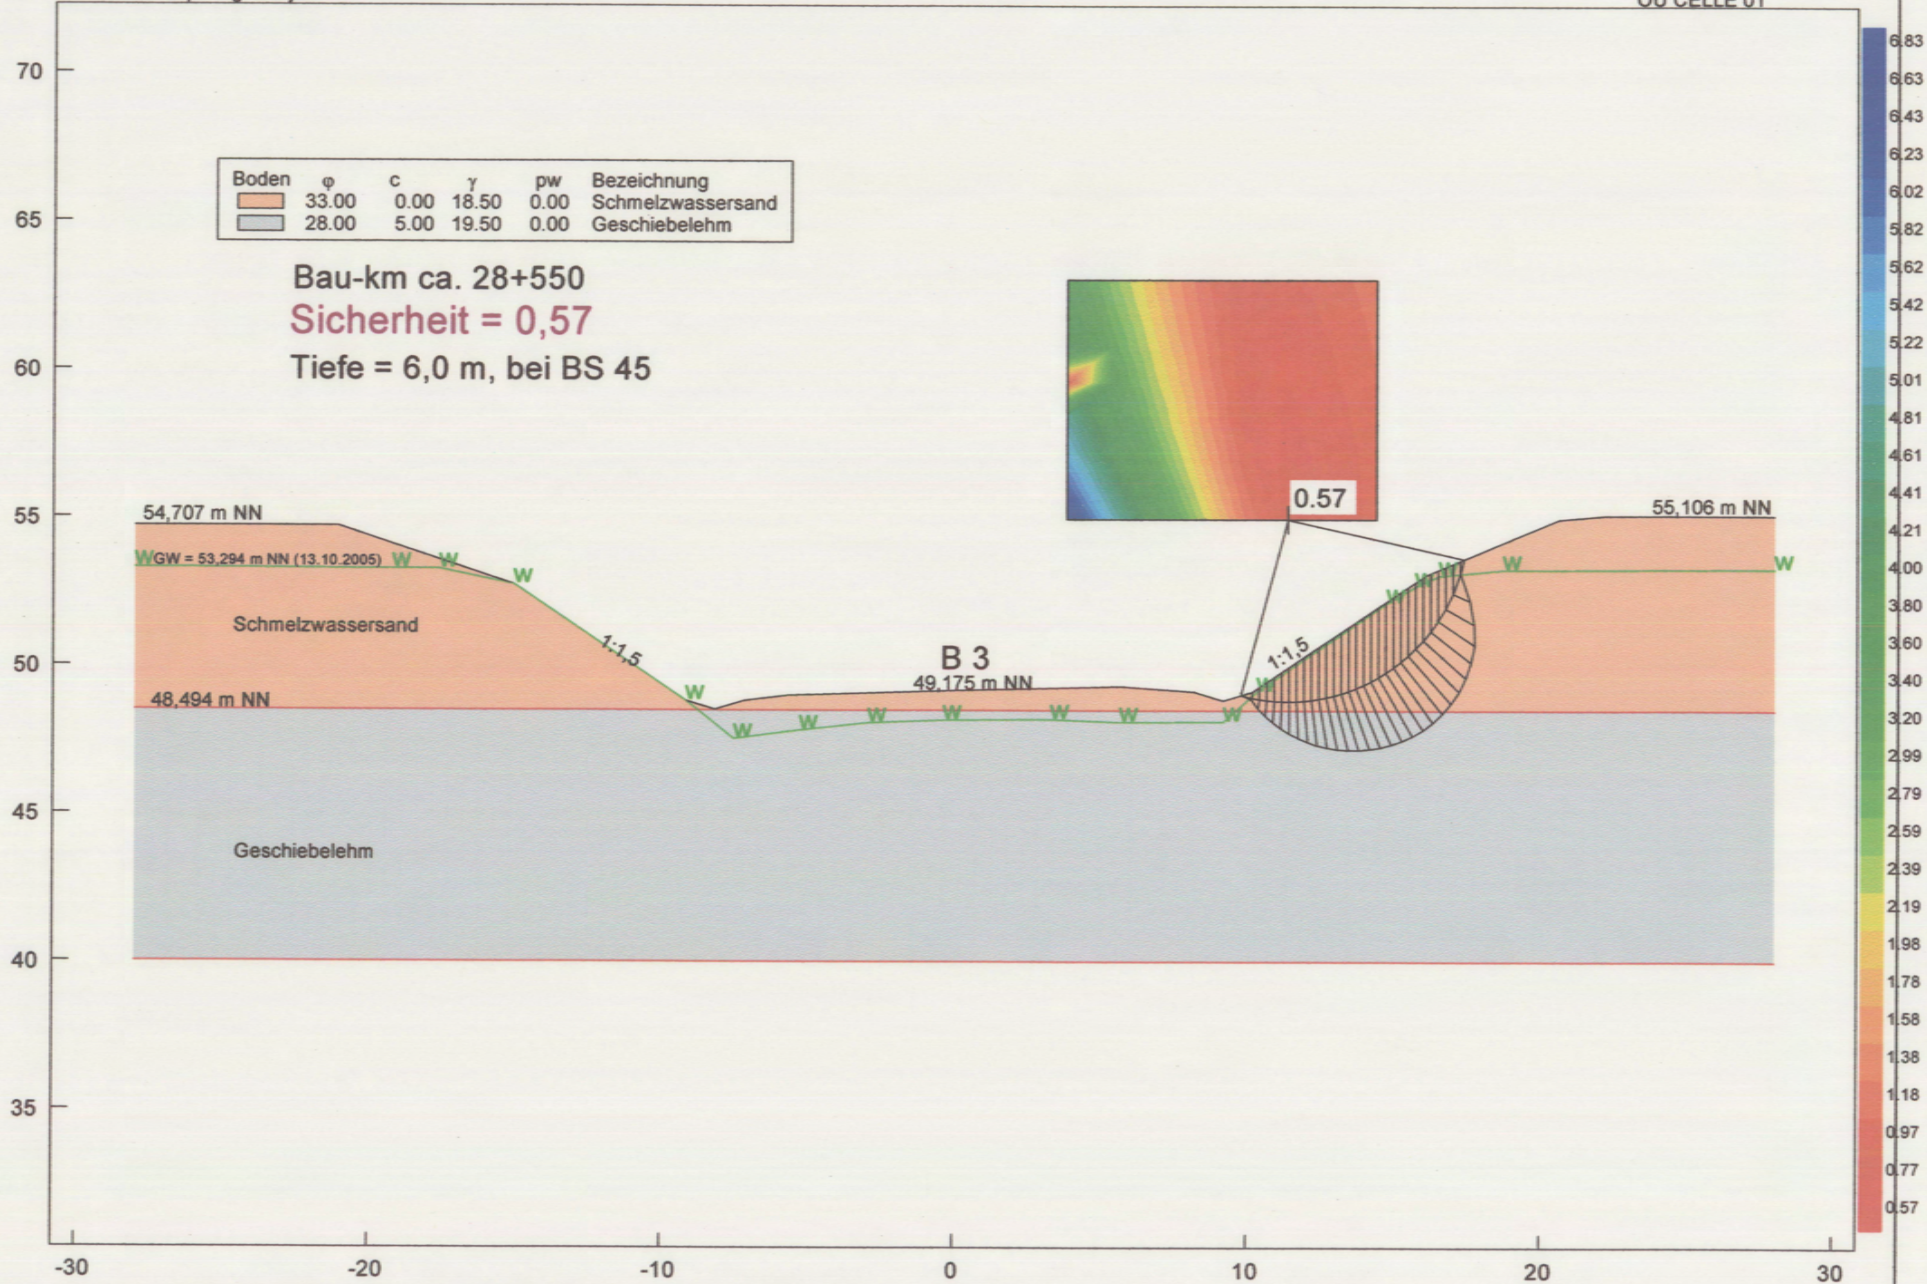 OU CELLE 01
70
65
60
55
50
45
40
35
-30
-20
-10
0
10
20
30
Boden φ c γ pw Bezeichnung
33.00 0.00 18.50 0.00 Schmelzwassersand
28.00 5.00 19.50 0.00 Geschiebelehm
Bau-km ca. 28+550
Sicherheit = 0,57
Tiefe = 6,0 m, bei BS 45
0.57
54,707 m NN
55,106 m NN
W GW = 53,294 m NN (13.10.2005) W W W
W W W W
W
Schmelzwassersand
1:1,5
1:1,5
B 3
49,175 m NN
48,494 m NN
W W W W W W W W W
Geschiebelehm
6.83
6.63
6.43
6.23
6.02
5.82
5.62
5.42
5.22
5.01
4.81
4.61
4.41
4.21
4.00
3.80
3.60
3.40
3.20
2.99
2.79
2.59
2.39
2.19
1.98
1.78
1.58
1.38
1.18
0.97
0.77
0.57